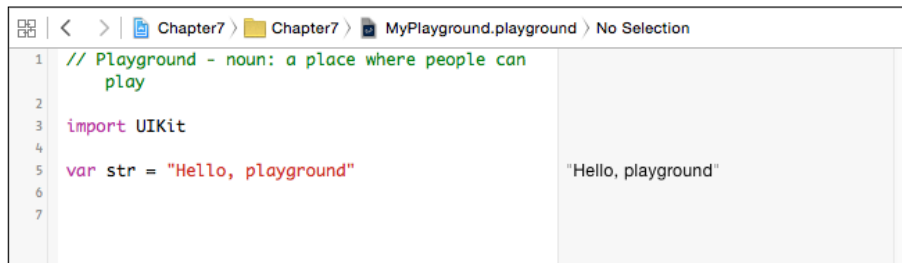 Chapter7 Chapter7 MyPlayground.playground No Selection
1 // Playground - noun: a place where people can
play
2
3 import UIKit
4
5 var str = "Hello, playground" "Hello, playground"
6
7